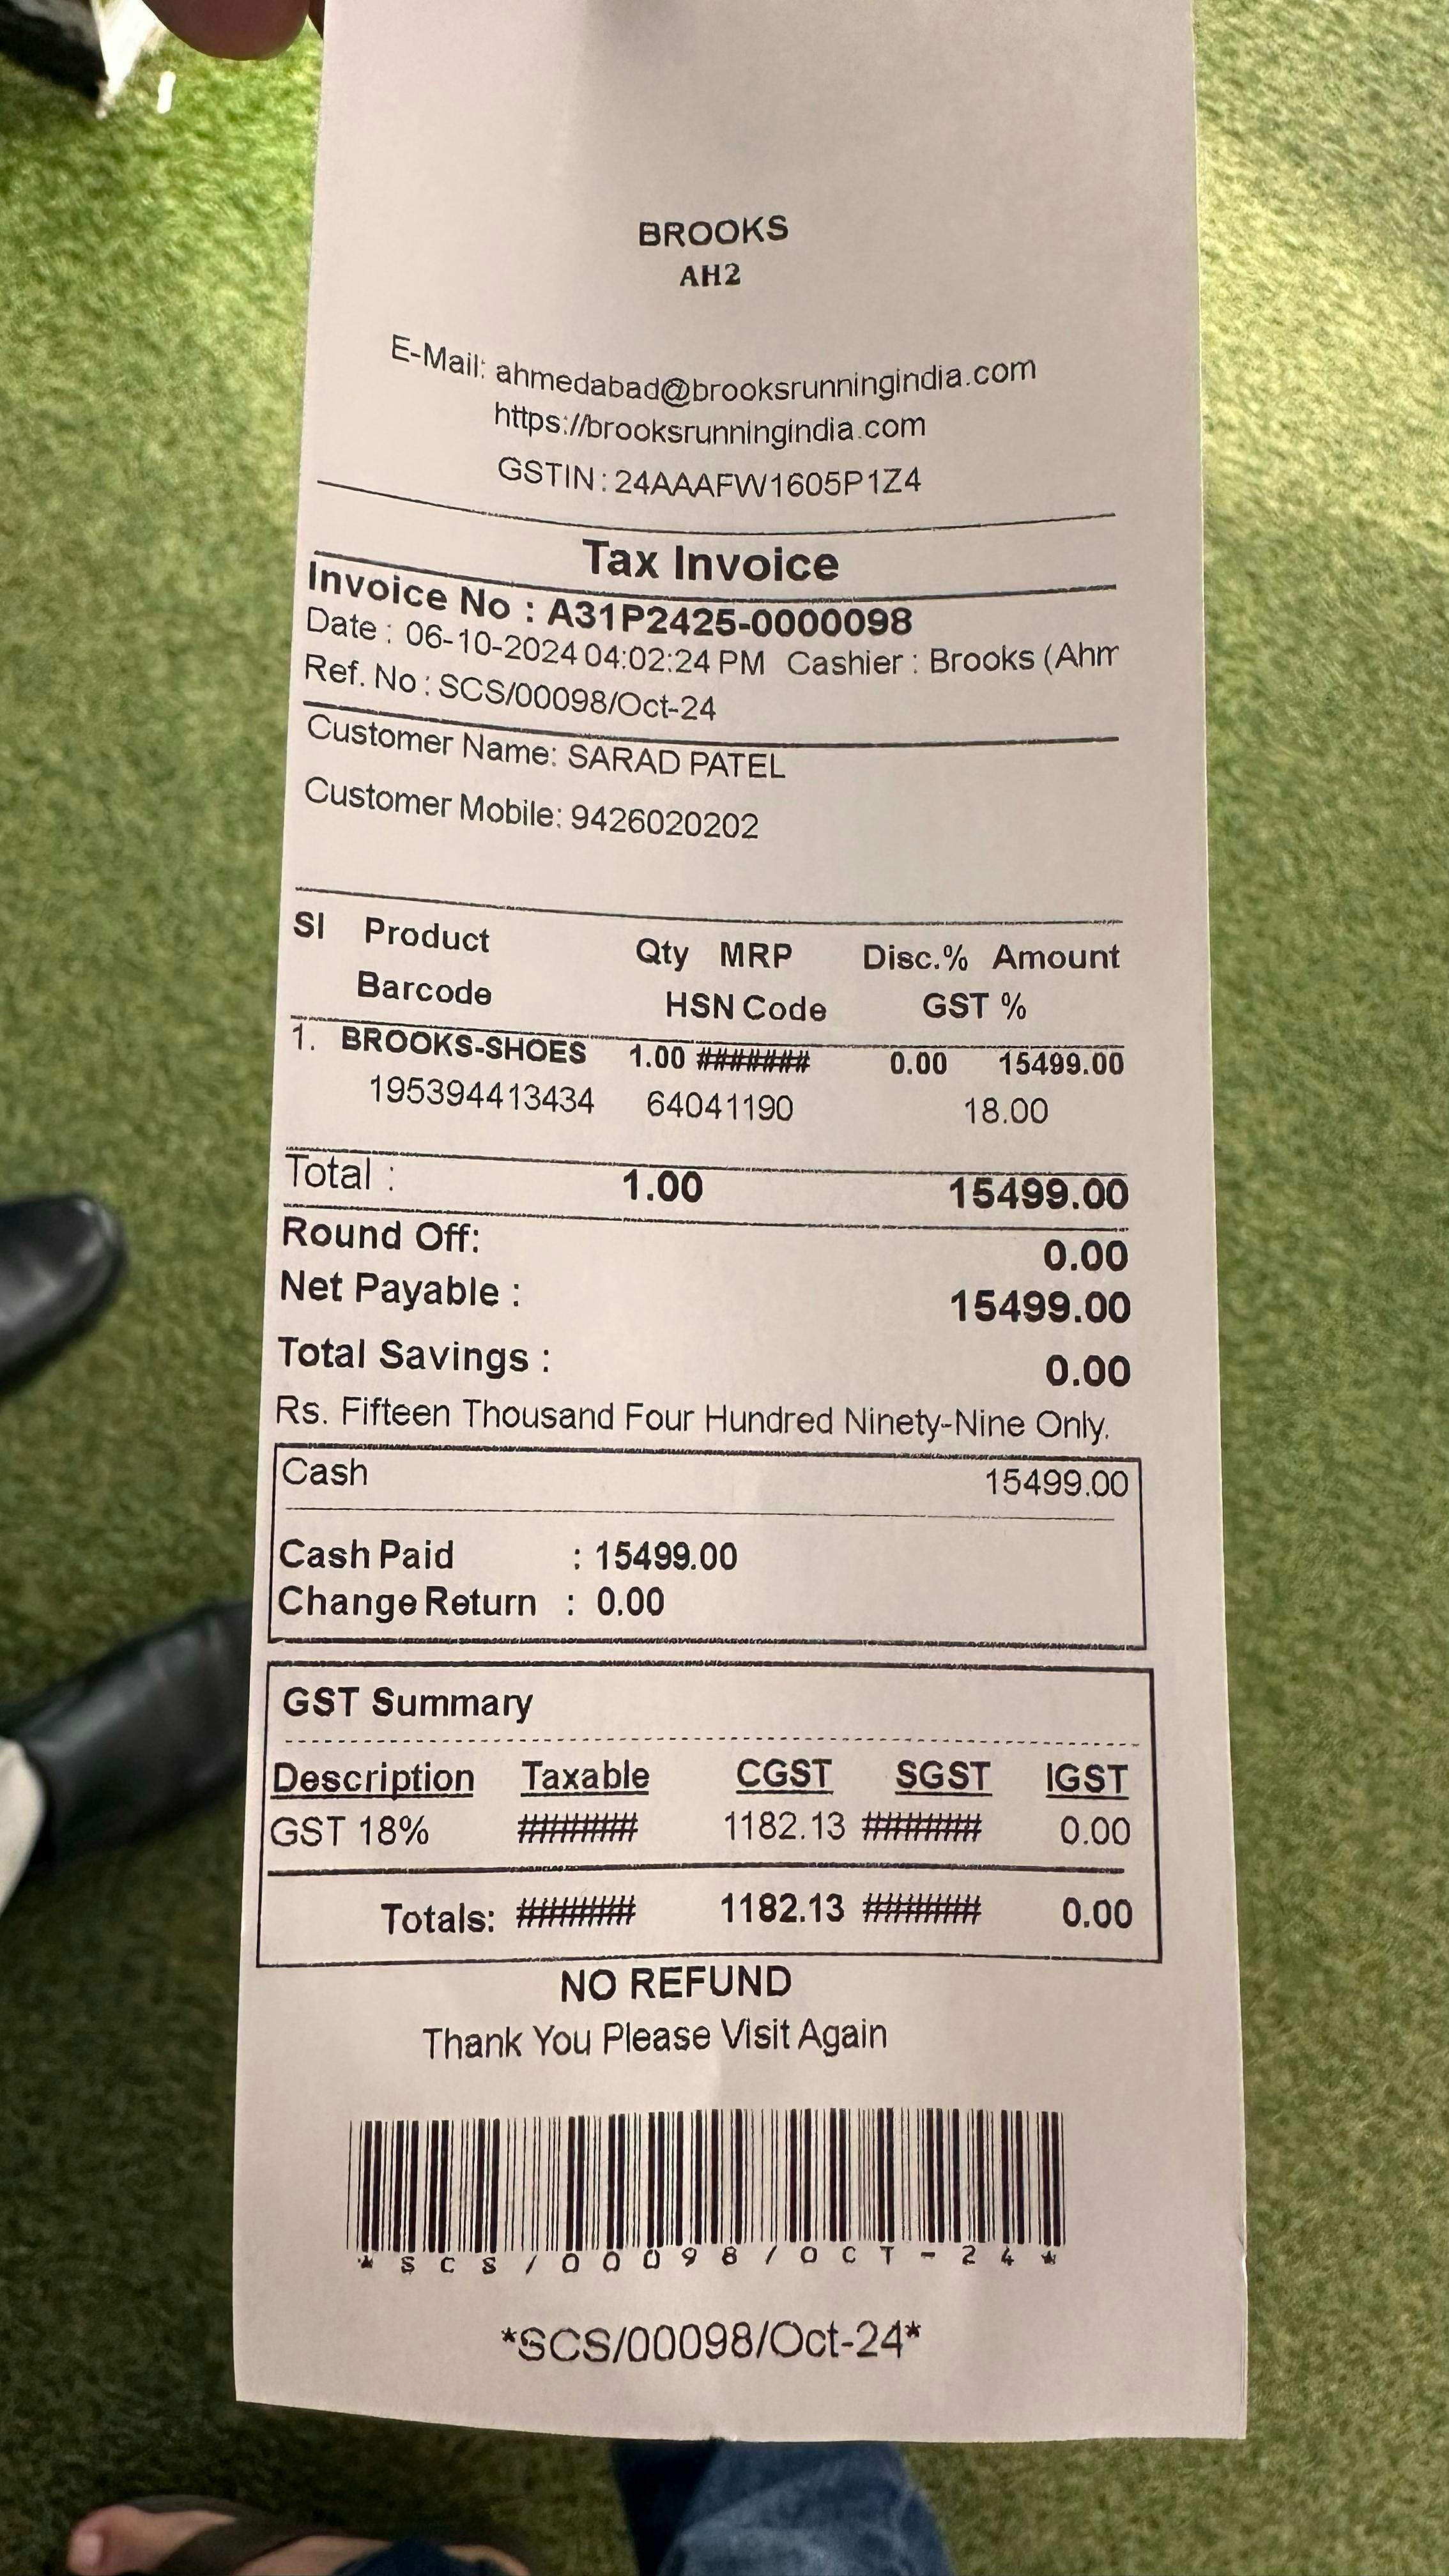 BROOKS
AH2
E-Mail: ahmedabad@brooksrunningindia.com
https://brooksrunningindia.com
GSTIN : 24AAAFW1605P1Z4
Tax Invoice
Invoice No : A31P2425-0000098
Date : 06-10-2024 04:02:24 PM Cashier : Brooks (Ahm
Ref. No : SCS/00098/Oct-24
Customer Name: SARAD PATEL
Customer Mobile: 9426020202
SI Product Qty MRP Disc.% Amount
Barcode HSN Code GST %
1. BROOKS-SHOES 1.00 ####### 0.00 15499.00
195394413434 64041190 18.00
Total : 1.00 15499.00
Round Off: 0.00
Net Payable : 15499.00
Total Savings : 0.00
Rs. Fifteen Thousand Four Hundred Ninety-Nine Only.
Cash 15499.00
Cash Paid : 15499.00
Change Return : 0.00
GST Summary
Description Taxable CGST SGST IGST
GST 18% ####### 1182.13 ####### 0.00
Totals: ####### 1182.13 ####### 0.00
NO REFUND
Thank You Please Visit Again
*SCS/00098/OCT-24*
*SCS/00098/Oct-24*